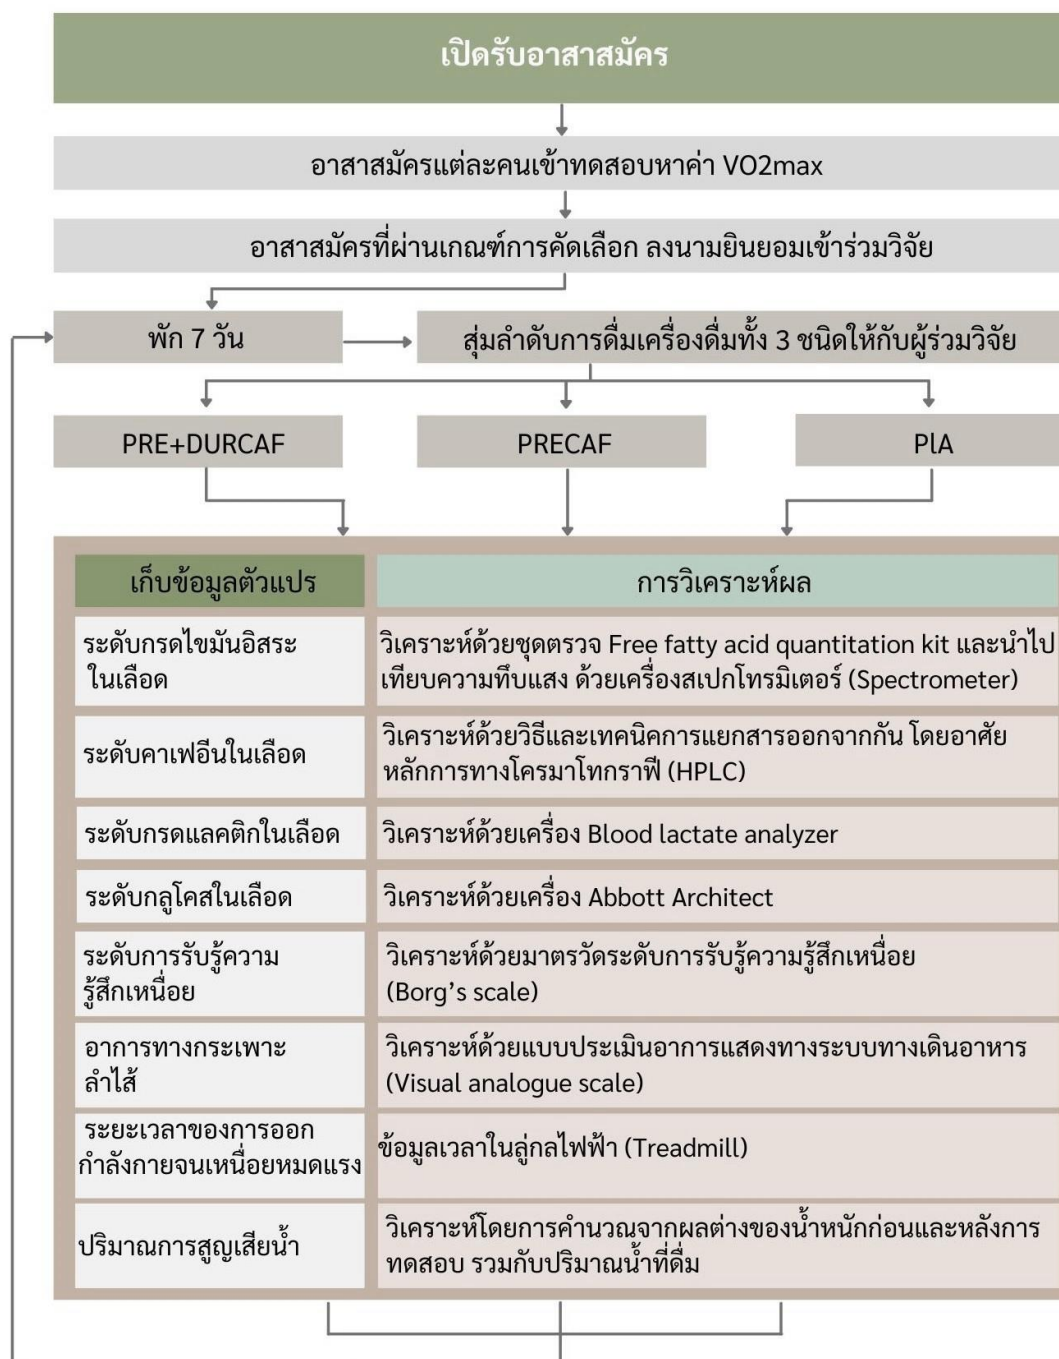 เปิดรับอาสาสมัคร
อาสาสมัครแต่ละคนเข้าทดสอบหาค่า VO2max
อาสาสมัครที่ผ่านเกณฑ์การคัดเลือก ลงนามยินยอมเข้าร่วมวิจัย
พัก 7 วัน
สุ่มลำดับการดื่มเครื่องดื่มทั้ง 3 ชนิดให้กับผู้ร่วมวิจัย
PRE+DURCAF
PRECAF
PlA
เก็บข้อมูลตัวแปร
การวิเคราะห์ผล
ระดับกรดไขมันอิสระ
ในเลือด
วิเคราะห์ด้วยชุดตรวจ Free fatty acid quantitation kit และนำไป
เทียบความทึบแสง ด้วยเครื่องสเปกโทรมิเตอร์ (Spectrometer)
ระดับคาเฟอีนในเลือด
วิเคราะห์ด้วยวิธีและเทคนิคการแยกสารออกจากกัน โดยอาศัย
หลักการทางโครมาโทกราฟี (HPLC)
ระดับกรดแลคติกในเลือด
วิเคราะห์ด้วยเครื่อง Blood lactate analyzer
ระดับกลูโคสในเลือด
วิเคราะห์ด้วยเครื่อง Abbott Architect
ระดับการรับรู้ความ
รู้สึกเหนื่อย
วิเคราะห์ด้วยมาตรวัดระดับการรับรู้ความรู้สึกเหนื่อย
(Borg’s scale)
อาการทางกระเพาะ
ลำไส้
วิเคราะห์ด้วยแบบประเมินอาการแสดงทางระบบทางเดินอาหาร
(Visual analogue scale)
ระยะเวลาของการออก
กำลังกายจนเหนื่อยหมดแรง
ข้อมูลเวลาในลู่กลไฟฟ้า (Treadmill)
ปริมาณการสูญเสียน้ำ
วิเคราะห์โดยการคำนวณจากผลต่างของน้ำหนักก่อนและหลังการ
ทดสอบ รวมกับปริมาณน้ำที่ดื่ม